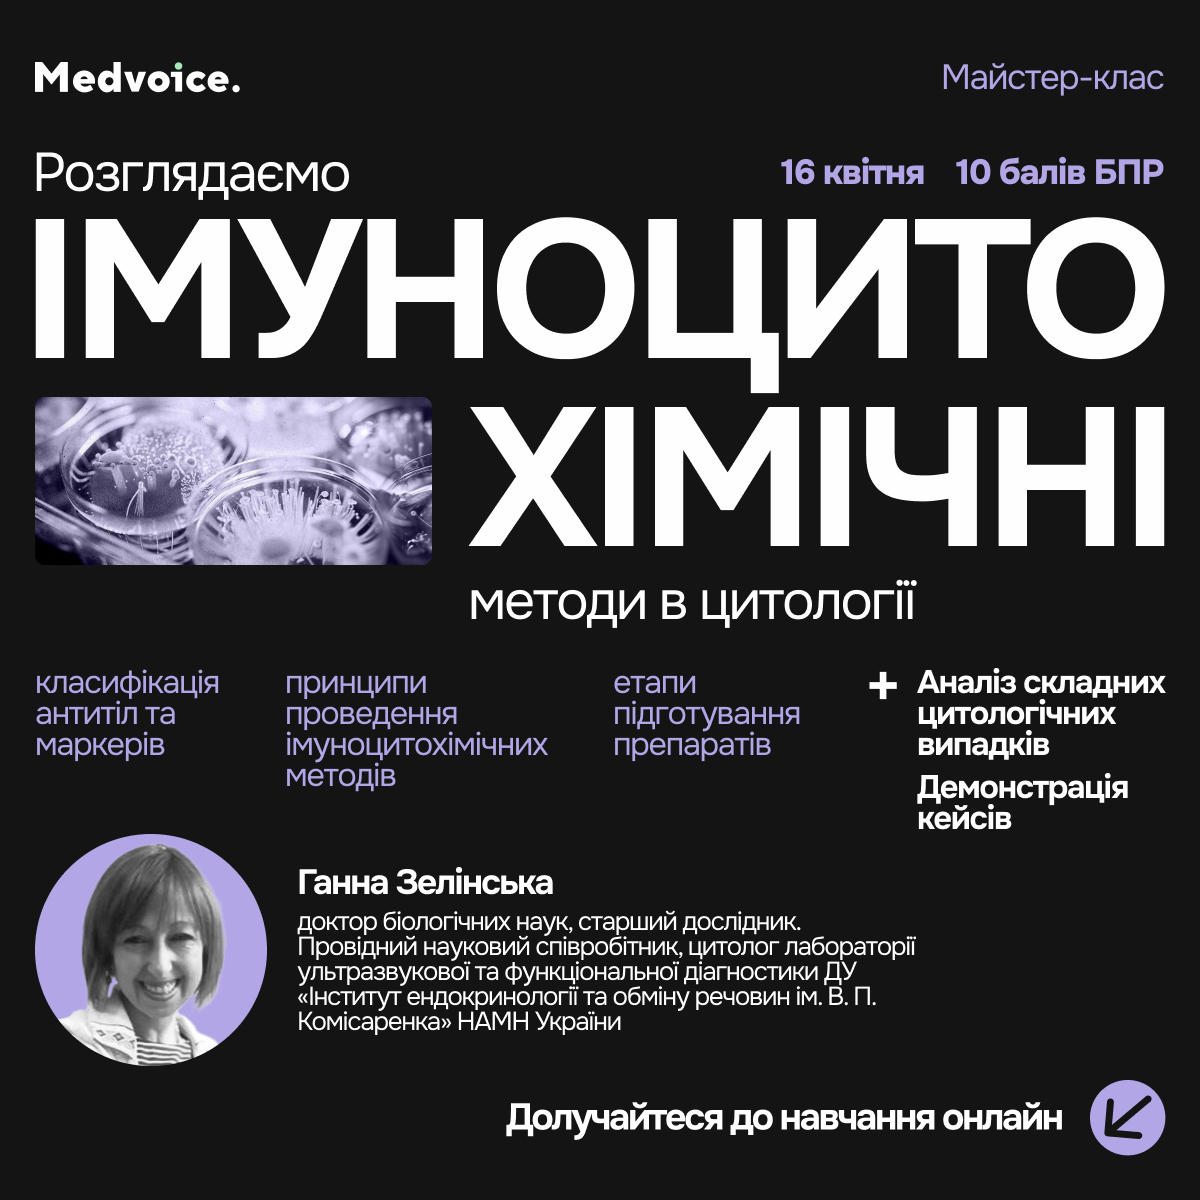 Medvoice.
Майстер-клас
Розглядаємо
16 квітня 10 балів БПР
ІМУНОЦИТО
ХІМІЧНІ
методи в цитології
класифікація
антитіл та
маркерів
принципи
проведення
імуноцитохімічних
методів
етапи
підготування
препаратів
+ Аналіз складних
цитологічних
випадків
Демонстрація
кейсів
Ганна Зелінська
доктор біологічних наук, старший дослідник.
Провідний науковий співробітник, цитолог лабораторії
ультразвукової та функціональної діагностики ДУ
«Інститут ендокринології та обміну речовин ім. В. П.
Комісаренка» НАМН України
Долучайтеся до навчання онлайн